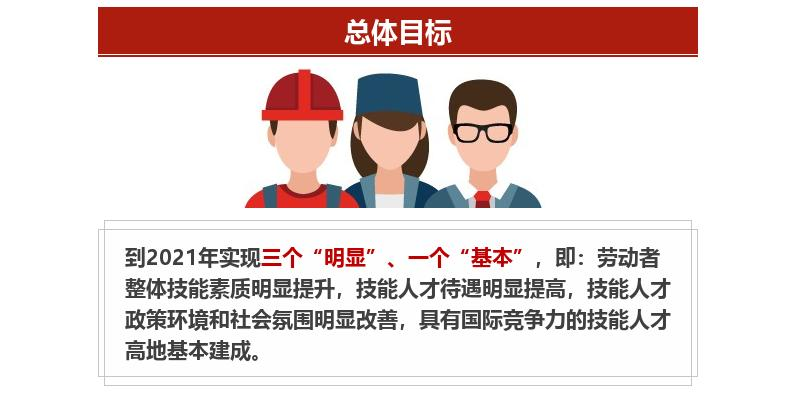 总体目标
到2021年实现三个“明显”、一个“基本”，即：劳动者
整体技能素质明显提升，技能人才待遇明显提高，技能人才
政策环境和社会氛围明显改善，具有国际竞争力的技能人才
高地基本建成。